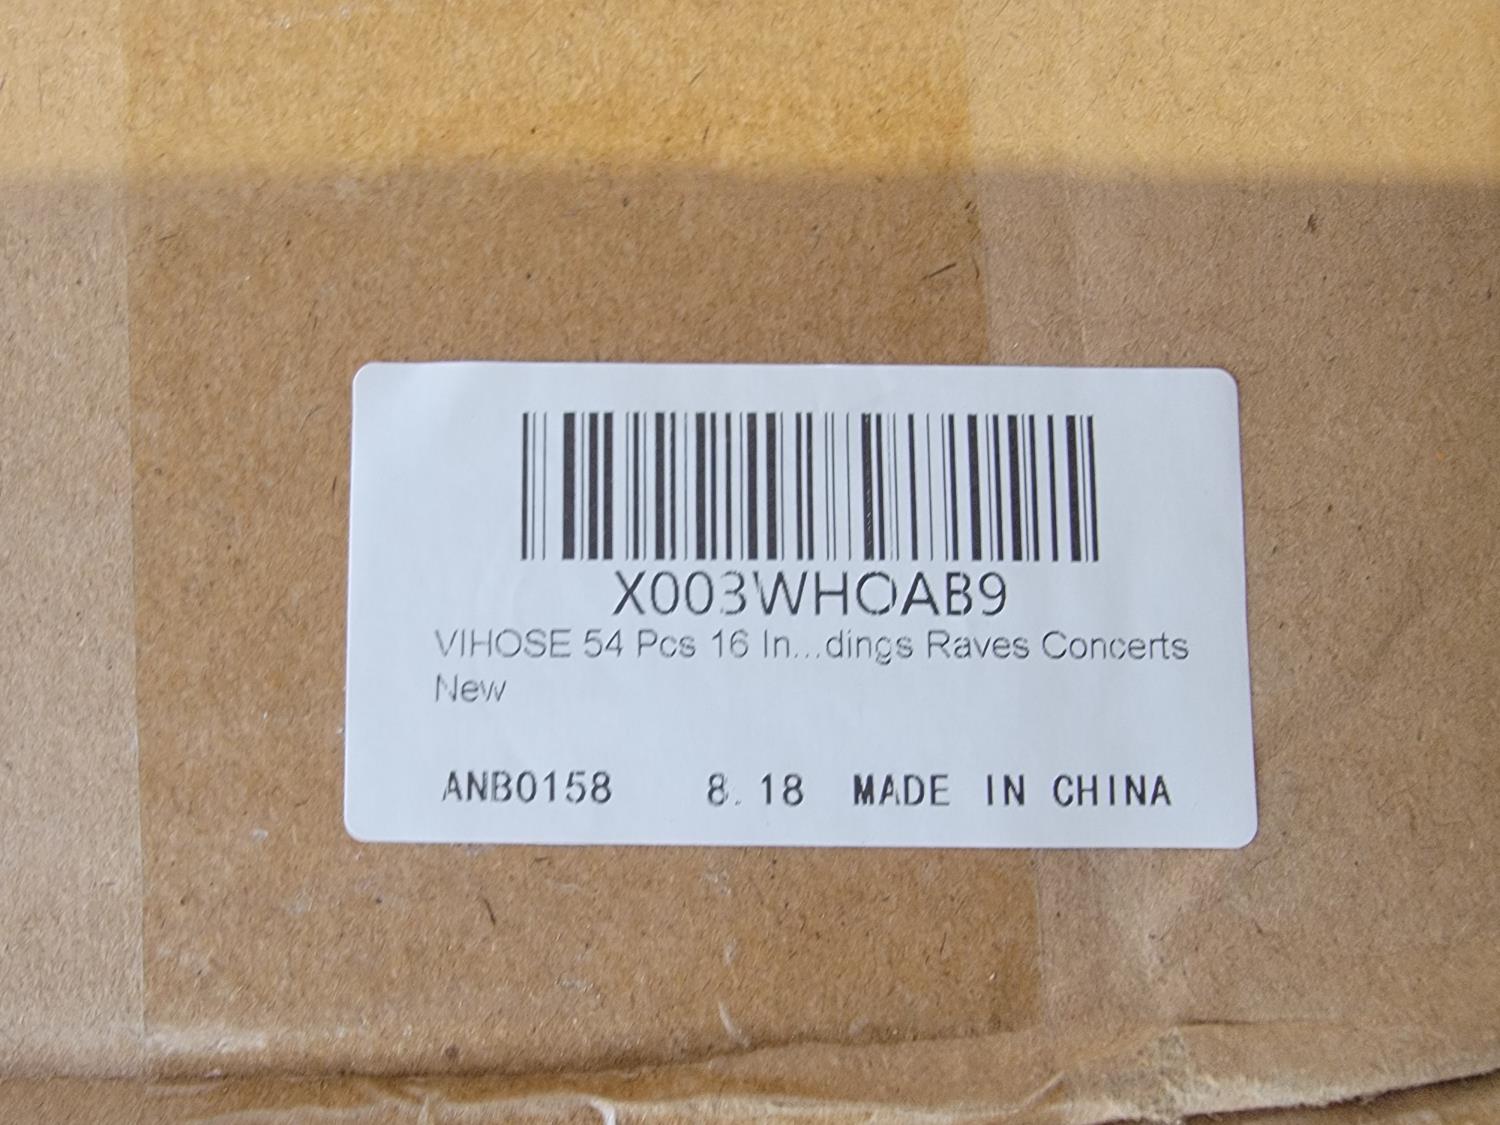 X003WHOAB9
VIHOSE 54 Pcs 16 In...dings Raves Concerts
New
ANB0158 8.18 MADE IN CHINA